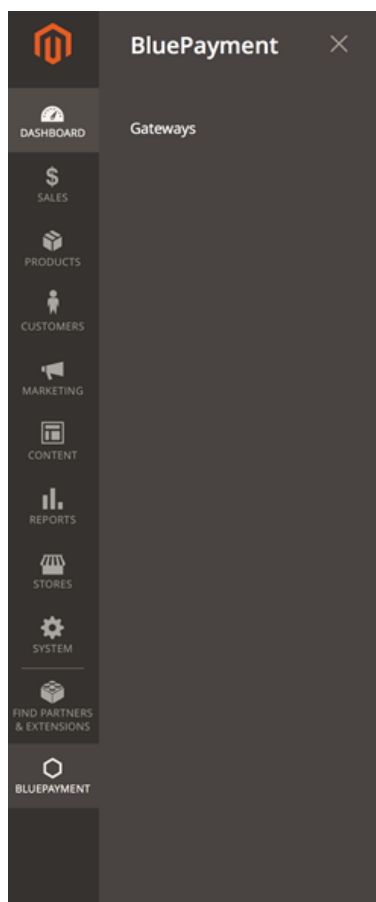 BluePayment
Gateways
DASHBOARD
$
SALES
PRODUCTS
CUSTOMERS
MARKETING
CONTENT
REPORTS
STORES
SYSTEM
FIND PARTNERS
& EXTENSIONS
BLUEPAYMENT